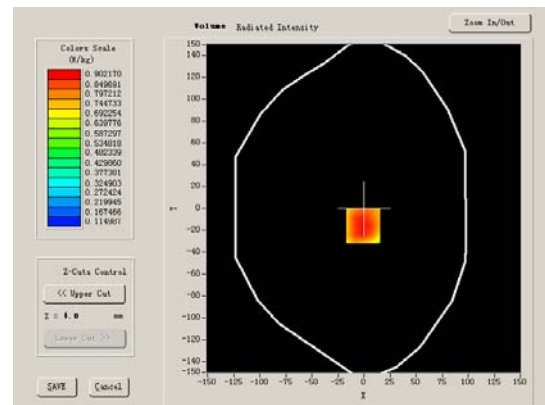 Volume Radiated Intensity
Zoom In/Out
Colors Scale
(W/kg)
0.902170
0.849691
0.797212
0.744733
0.692254
0.639776
0.587297
0.534818
0.482339
0.429860
0.377381
0.324903
0.272424
0.219945
0.167466
0.114987
Z-Cuts Control
<< Upper Cut
Z = 4.0 mm
Lower Cut >>
SAVE
Cancel
150
140
120
100
80
60
40
20
0
-20
-40
-60
-80
-100
-120
-140
-150
Y
-150 -125 -100 -75 -50 -25 0 25 50 75 100 125 150
X